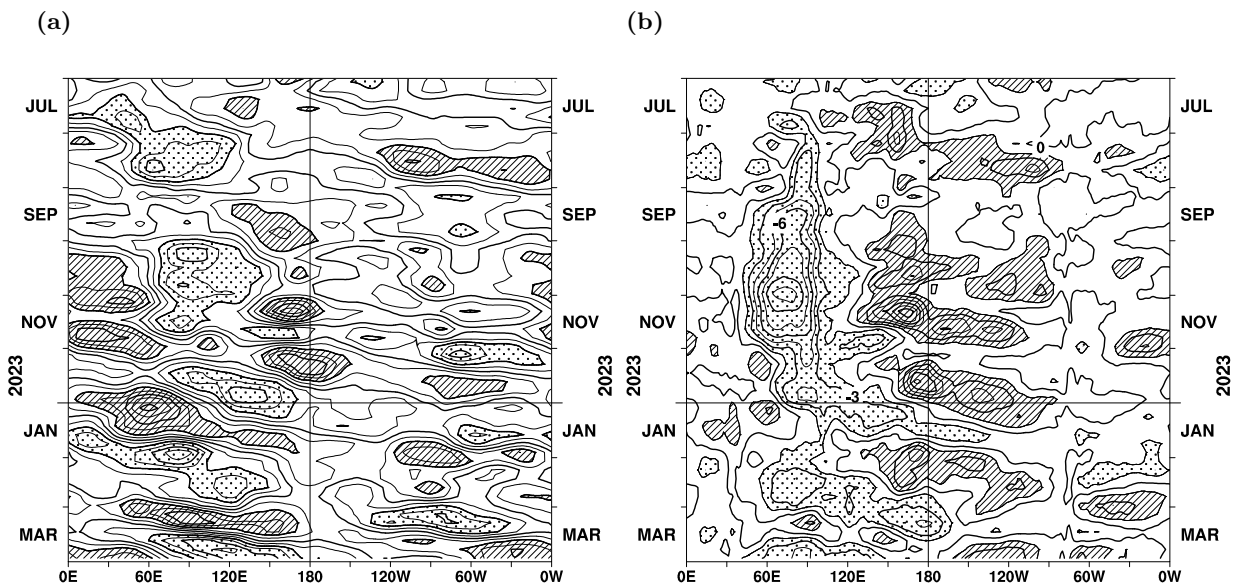 (a) (b)
JUL JUL JUL JUL
0
SEP SEP SEP SEP
-6
NOV NOV NOV NOV
2023 2023 2023 2023
-3
JAN JAN JAN JAN
MAR MAR MAR MAR
0E 60E 120E 180 120W 60W 0W 0E 60E 120E 180 120W 60W 0W